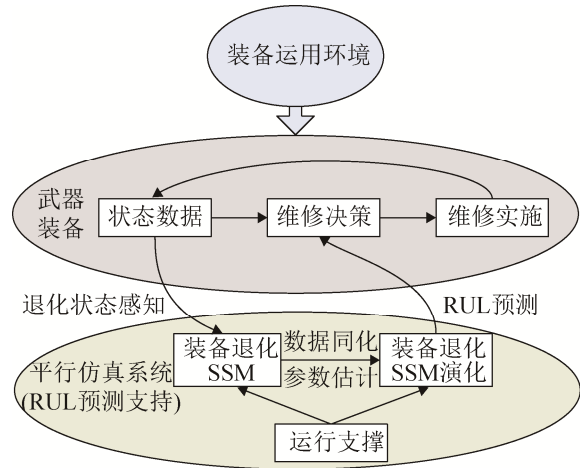 装备运用环境
武器
装备
状态数据
维修决策
维修实施
退化状态感知
RUL预测
平行仿真系统
(RUL预测支持)
装备退化
SSM
数据同化
参数估计
装备退化
SSM演化
运行支撑